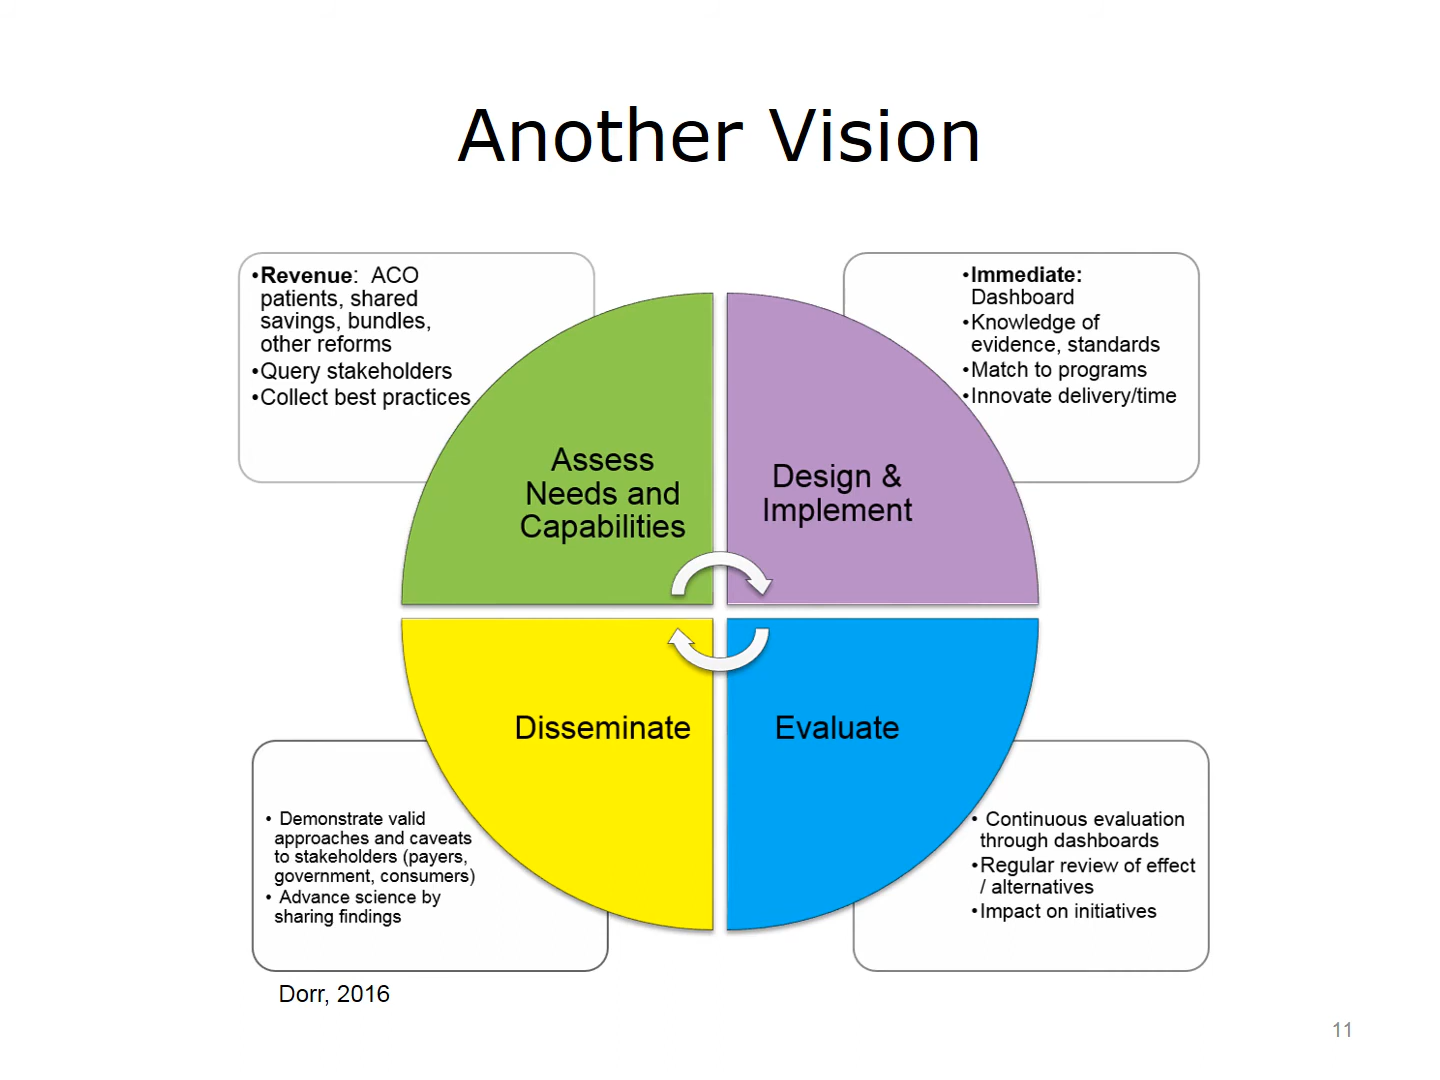 Another Vision
•Revenue:  ACO
patients, shared
savings, bundles,
other reforms
•Query stakeholders
•Collect best practices
•Immediate:
Dashboard
•Knowledge of
evidence, standards
•Match to programs
•Innovate delivery/time
Assess
Needs and
Capabilities
Design &
Implement
Disseminate
Evaluate
• Demonstrate valid
approaches and caveats
to stakeholders (payers,
government, consumers)
• Advance science by
sharing findings
• Continuous evaluation
through dashboards
•Regular review of effect
/ alternatives
•Impact on initiatives
Dorr, 2016
11